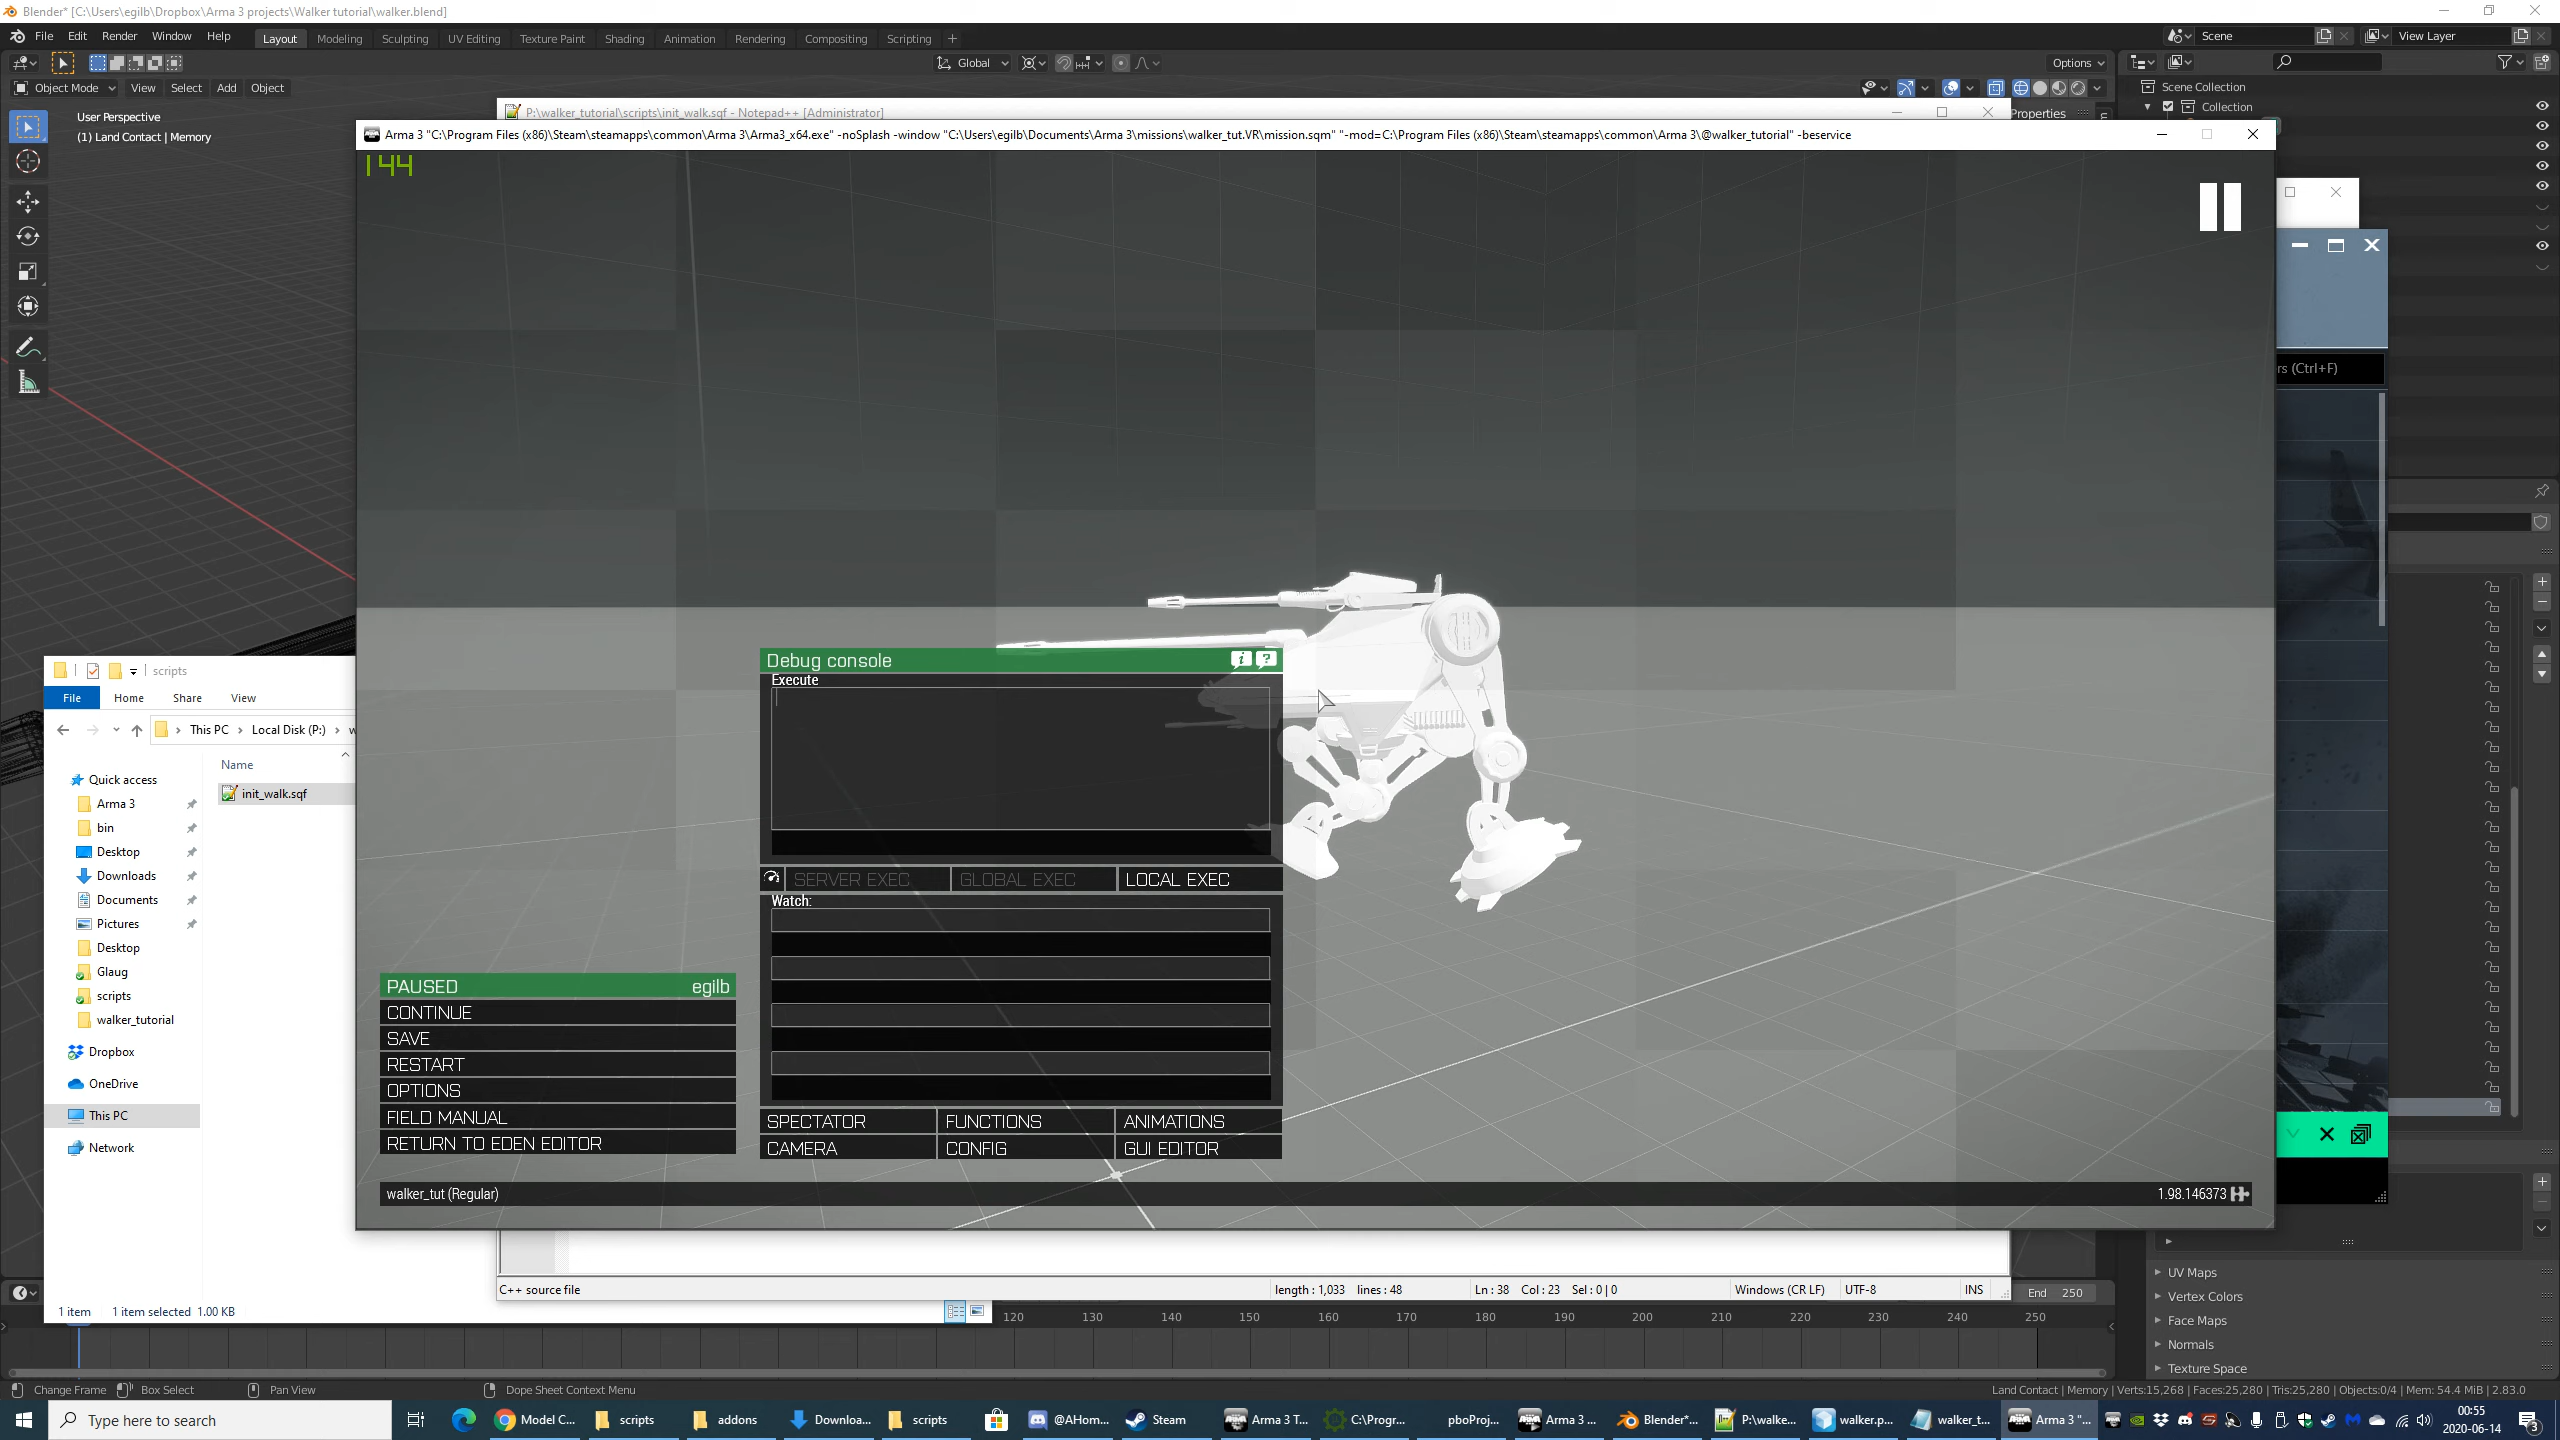 Blender* [C:\Users\egilb\Dropbox\Arma 3 projects\Walker tutorial\walker.blend]
File Edit Render Window Help
Layout Modeling Sculpting UV Editing Texture Paint Shading Animation Rendering Compositing Scripting +
Scene
View Layer
Global
Options
Object Mode View Select Add Object
User Perspective
(1) Land Contact | Memory
Scene Collection
Collection
P:\walker_tutorial\scripts\init_walk.sqf - Notepad++ [Administrator]
Properties
Arma 3 "C:\Program Files (x86)\Steam\steamapps\common\Arma 3\Arma3_x64.exe" -noSplash -window "C:\Users\egilb\Documents\Arma 3\missions\walker_tut.VR\mission.sqm" "-mod=C:\Program Files (x86)\Steam\steamapps\common\Arma 3\@walker_tutorial" -beservice
144
rs (Ctrl+F)
Debug console
Execute
SERVER EXEC
GLOBAL EXEC
LOCAL EXEC
Watch:
SPECTATOR
FUNCTIONS
ANIMATIONS
CAMERA
CONFIG
GUI EDITOR
PAUSED egilb
CONTINUE
SAVE
RESTART
OPTIONS
FIELD MANUAL
RETURN TO EDEN EDITOR
walker_tut (Regular)
1.98.146373
scripts
File Home Share View
This PC > Local Disk (P:) > w
Name
init_walk.sqf
Quick access
Arma 3
bin
Desktop
Downloads
Documents
Pictures
Desktop
Glaug
scripts
walker_tutorial
Dropbox
OneDrive
This PC
Network
1 item 1 item selected 1.00 KB
C++ source file
length : 1,033 lines : 48
Ln : 38 Col : 23 Sel : 0 | 0
Windows (CR LF)
UTF-8
INS
End 250
120 130 140 150 160 170 180 190 200 210 220 230 240 250
UV Maps
Vertex Colors
Face Maps
Normals
Texture Space
Change Frame
Box Select
Pan View
Dope Sheet Context Menu
Land Contact | Memory | Verts:15,268 | Faces:25,280 | Tris:25,280 | Objects:0/4 | Mem: 54.4 MiB | 2.83.0
Type here to search
Model C...
scripts
addons
Downloa...
scripts
@AHom...
Steam
Arma 3 T...
C:\Progr...
pboProj...
Arma 3 ...
Blender*...
P:\walke...
walker.p...
walker_t...
Arma 3 "...
00:55
2020-06-14
3